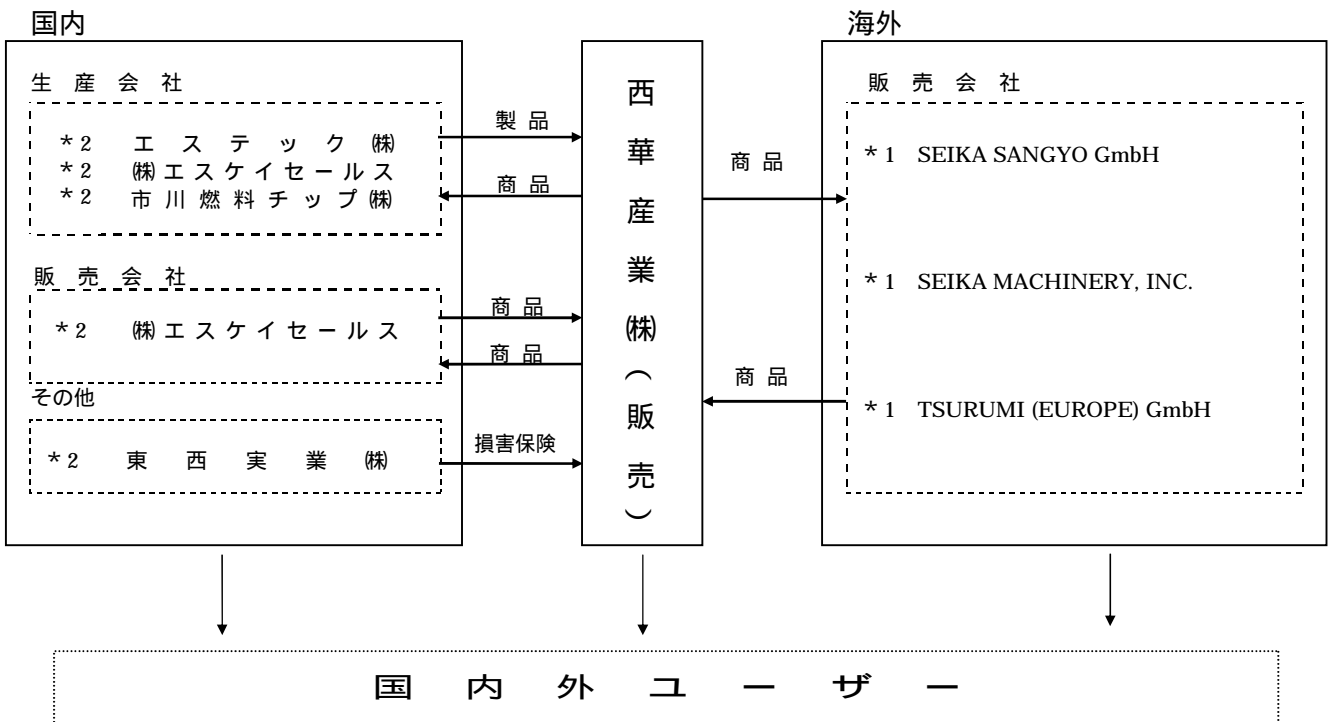 国内
生産会社
*2 エステック㈱
*2 ㈱エスケイセールス
*2 市川燃料チップ㈱
販売会社
*2 ㈱エスケイセールス
その他
*2 東西実業㈱
製品
商品
商品
商品
損害保険
西華産業㈱(販売)
商品
商品
海外
販売会社
*1 SEIKA SANGYO GmbH
*1 SEIKA MACHINERY, INC.
*1 TSURUMI (EUROPE) GmbH
国内外ユーザー